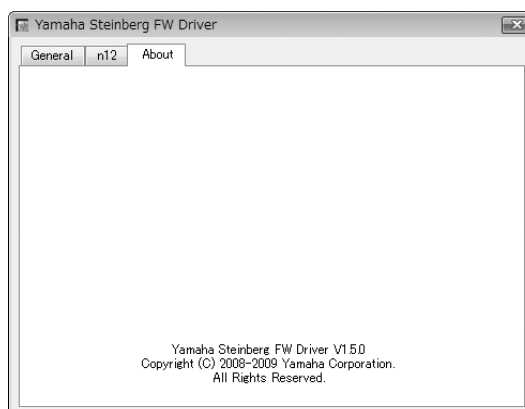 Yamaha Steinberg FW Driver
General n12 About
Yamaha Steinberg FW Driver V1.5.0
Copyright (C) 2008-2009 Yamaha Corporation.
All Rights Reserved.